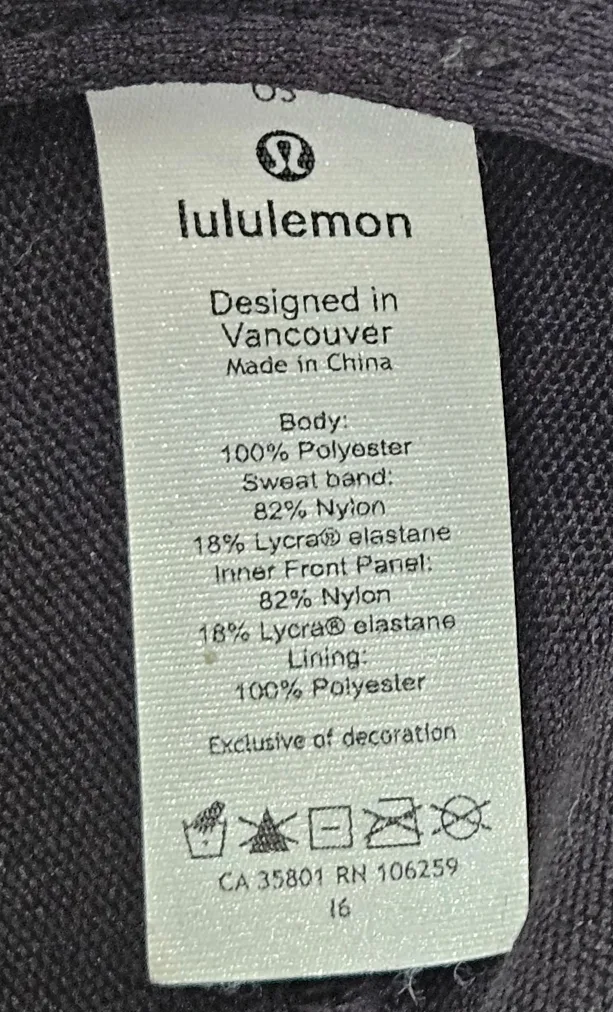 OS
lululemon
Designed in
Vancouver
Made in China
Body:
100% Polyester
Sweat band:
82% Nylon
18% Lycra® elastane
Inner Front Panel:
82% Nylon
18% Lycra® elastane
Lining:
100% Polyester
Exclusive of decoration
CA 35801 RN 106259
16